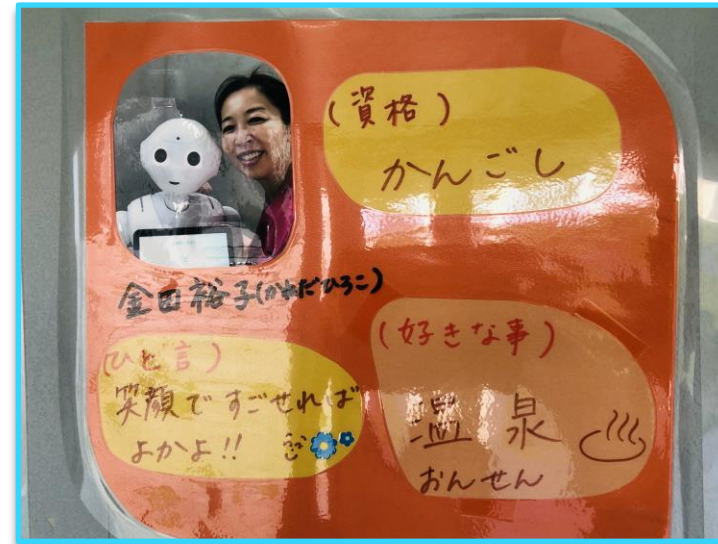 (資格)
かんごし
金田裕子(かねだひろこ)
(ひと言)
笑顔ですごせれば
よかよ!!
(好きな事)
温泉
おんせん